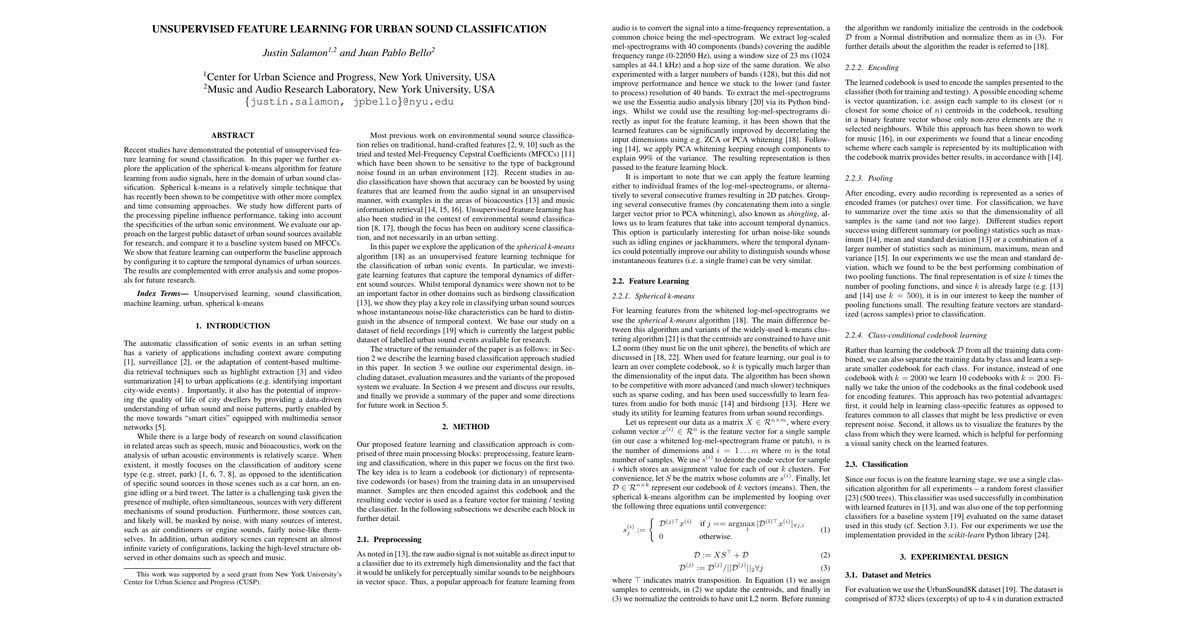 UNSUPERVISED FEATURE LEARNING FOR URBAN SOUND CLASSIFICATION
Justin Salamon1,2 and Juan Pablo Bello2
1Center for Urban Science and Progress, New York University, USA
2Music and Audio Research Laboratory, New York University, USA
{justin.salamon, jpbello}@nyu.edu
ABSTRACT
Recent studies have demonstrated the potential of unsupervised fea-
ture learning for sound classification. In this paper we further ex-
plore the application of the spherical k-means algorithm for feature
learning from audio signals, here in the domain of urban sound clas-
sification. Spherical k-means is a relatively simple technique that
has recently been shown to be competitive with other more complex
and time consuming approaches. We study how different parts of
the processing pipeline influence performance, taking into account
the specificities of the urban sonic environment. We evaluate our ap-
proach on the largest public dataset of urban sound sources available
for research, and compare it to a baseline system based on MFCCs.
We show that feature learning can outperform the baseline approach
by configuring it to capture the temporal dynamics of urban sources.
The results are complemented with error analysis and some propos-
als for future research.
Index Terms— Unsupervised learning, sound classification,
machine learning, urban, spherical k-means
1. INTRODUCTION
The automatic classification of sonic events in an urban setting
has a variety of applications including context aware computing
[1], surveillance [2], or the adaptation of content-based multime-
dia retrieval techniques such as highlight extraction [3] and video
summarization [4] to urban applications (e.g. identifying important
city-wide events) . Importantly, it also has the potential of improv-
ing the quality of life of city dwellers by providing a data-driven
understanding of urban sound and noise patterns, partly enabled by
the move towards “smart cities” equipped with multimedia sensor
networks [5].
While there is a large body of research on sound classification
in related areas such as speech, music and bioacoustics, work on the
analysis of urban acoustic environments is relatively scarce. When
existent, it mostly focuses on the classification of auditory scene
type (e.g. street, park) [1, 6, 7, 8], as opposed to the identification
of specific sound sources in those scenes such as a car horn, an en-
gine idling or a bird tweet. The latter is a challenging task given the
presence of multiple, often simultaneous, sources with very different
mechanisms of sound production. Furthermore, those sources can,
and likely will, be masked by noise, with many sources of interest,
such as air conditioners or engine sounds, fairly noise-like them-
selves. In addition, urban auditory scenes can represent an almost
infinite variety of configurations, lacking the high-level structure ob-
served in other domains such as speech and music.
This work was supported by a seed grant from New York University’s
Center for Urban Science and Progress (CUSP).
Most previous work on environmental sound source classifica-
tion relies on traditional, hand-crafted features [2, 9, 10] such as the
tried and tested Mel-Frequency Cepstral Coefficients (MFCCs) [11]
which have been shown to be sensitive to the type of background
noise found in an urban environment [12]. Recent studies in au-
dio classification have shown that accuracy can be boosted by using
features that are learned from the audio signal in an unsupervised
manner, with examples in the areas of bioacoustics [13] and music
information retrieval [14, 15, 16]. Unsupervised feature learning has
also been studied in the context of environmental sound classifica-
tion [8, 17], though the focus has been on auditory scene classifica-
tion, and not necessarily in an urban setting.
In this paper we explore the application of the spherical k-means
algorithm [18] as an unsupervised feature learning technique for
the classification of urban sonic events. In particular, we investi-
gate learning features that capture the temporal dynamics of differ-
ent sound sources. Whilst temporal dynamics were shown not to be
an important factor in other domains such as birdsong classification
[13], we show they play a key role in classifying urban sound sources
whose instantaneous noise-like characteristics can be hard to distin-
guish in the absence of temporal context. We base our study on a
dataset of field recordings [19] which is currently the largest public
dataset of labelled urban sound events available for research.
The structure of the remainder of the paper is as follows: in Sec-
tion 2 we describe the learning based classification approach studied
in this paper. In section 3 we outline our experimental design, in-
cluding dataset, evaluation measures and the variants of the proposed
system we evaluate. In Section 4 we present and discuss our results,
and finally we provide a summary of the paper and some directions
for future work in Section 5.
2. METHOD
Our proposed feature learning and classification approach is com-
prised of three main processing blocks: preprocessing, feature learn-
ing and classification, where in this paper we focus on the first two.
The key idea is to learn a codebook (or dictionary) of representa-
tive codewords (or bases) from the training data in an unsupervised
manner. Samples are then encoded against this codebook and the
resulting code vector is used as a feature vector for training / testing
the classifier. In the following subsections we describe each block in
further detail.
2.1. Preprocessing
As noted in [13], the raw audio signal is not suitable as direct input to
a classifier due to its extremely high dimensionality and the fact that
it would be unlikely for perceptually similar sounds to be neighbours
in vector space. Thus, a popular approach for feature learning from
audio is to convert the signal into a time-frequency representation, a
common choice being the mel-spectrogram. We extract log-scaled
mel-spectrograms with 40 components (bands) covering the audible
frequency range (0-22050 Hz), using a window size of 23 ms (1024
samples at 44.1 kHz) and a hop size of the same duration. We also
experimented with a larger numbers of bands (128), but this did not
improve performance and hence we stuck to the lower (and faster
to process) resolution of 40 bands. To extract the mel-spectrograms
we use the Essentia audio analysis library [20] via its Python bind-
ings. Whilst we could use the resulting log-mel-spectrograms di-
rectly as input for the feature learning, it has been shown that the
learned features can be significantly improved by decorrelating the
input dimensions using e.g. ZCA or PCA whitening [18]. Follow-
ing [14], we apply PCA whitening keeping enough components to
explain 99% of the variance. The resulting representation is then
passed to the feature learning block.
It is important to note that we can apply the feature learning
either to individual frames of the log-mel-spectrograms, or alterna-
tively to several consecutive frames resulting in 2D patches. Group-
ing several consecutive frames (by concatenating them into a single
larger vector prior to PCA whitening), also known as shingling, al-
lows us to learn features that take into account temporal dynamics.
This option is particularly interesting for urban noise-like sounds
such as idling engines or jackhammers, where the temporal dynam-
ics could potentially improve our ability to distinguish sounds whose
instantaneous features (i.e. a single frame) can be very similar.
2.2. Feature Learning
2.2.1. Spherical k-means
For learning features from the whitened log-mel-spectrograms we
use the spherical k-means algorithm [18]. The main difference be-
tween this algorithm and variants of the widely-used k-means clus-
tering algorithm [21] is that the centroids are constrained to have unit
L2 norm (they must lie on the unit sphere), the benefits of which are
discussed in [18, 22]. When used for feature learning, our goal is to
learn an over complete codebook, so k is typically much larger than
the dimensionality of the input data. The algorithm has been shown
to be competitive with more advanced (and much slower) techniques
such as sparse coding, and has been used successfully to learn fea-
tures from audio for both music [14] and birdsong [13]. Here we
study its utility for learning features from urban sound recordings.
Let us represent our data as a matrix X ∈ R^{n×m}, where every
column vector x^{(i)} ∈ R^n is the feature vector for a single sample
(in our case a whitened log-mel-spectrogram frame or patch), n is
the number of dimensions and i = 1 . . . m where m is the total
number of samples. We use s^{(i)} to denote the code vector for sample
i which stores an assignment value for each of our k clusters. For
convenience, let S be the matrix whose columns are s^{(i)}. Finally, let
D ∈ R^{n×k} represent our codebook of k vectors (means). Then, the
spherical k-means algorithm can be implemented by looping over
the following three equations until convergence:
s_j^{(i)} := { D^{(j)⊤}x^{(i)} if j == argmax_l |D^{(l)⊤}x^{(i)}| ∀j,i
0 otherwise. (1)
D := XS^⊤ + D (2)
D^{(j)} := D^{(j)}/||D^{(j)}||_2 ∀j (3)
where ⊤ indicates matrix transposition. In Equation (1) we assign
samples to centroids, in (2) we update the centroids, and finally in
(3) we normalize the centroids to have unit L2 norm. Before running
the algorithm we randomly initialize the centroids in the codebook
D from a Normal distribution and normalize them as in (3). For
further details about the algorithm the reader is referred to [18].
2.2.2. Encoding
The learned codebook is used to encode the samples presented to the
classifier (both for training and testing). A possible encoding scheme
is vector quantization, i.e. assign each sample to its closest (or n
closest for some choice of n) centroids in the codebook, resulting
in a binary feature vector whose only non-zero elements are the n
selected neighbours. While this approach has been shown to work
for music [16], in our experiments we found that a linear encoding
scheme where each sample is represented by its multiplication with
the codebook matrix provides better results, in accordance with [14].
2.2.3. Pooling
After encoding, every audio recording is represented as a series of
encoded frames (or patches) over time. For classification, we have
to summarize over the time axis so that the dimensionality of all
samples is the same (and not too large). Different studies report
success using different summary (or pooling) statistics such as max-
imum [14], mean and standard deviation [13] or a combination of a
larger number of statistics such as minimum, maximum, mean and
variance [15]. In our experiments we use the mean and standard de-
viation, which we found to be the best performing combination of
two pooling functions. The final representation is of size k times the
number of pooling functions, and since k is already large (e.g. [13]
and [14] use k = 500), it is in our interest to keep the number of
pooling functions small. The resulting feature vectors are standard-
ized (across samples) prior to classification.
2.2.4. Class-conditional codebook learning
Rather than learning the codebook D from all the training data com-
bined, we can also separate the training data by class and learn a sep-
arate smaller codebook for each class. For instance, instead of one
codebook with k = 2000 we learn 10 codebooks with k = 200. Fi-
nally we take the union of the codebooks as the final codebook used
for encoding features. This approach has two potential advantages:
first, it could help in learning class-specific features as opposed to
features common to all classes that might be less predictive or even
represent noise. Second, it allows us to visualize the features by the
class from which they were learned, which is helpful for performing
a visual sanity check on the learned features.
2.3. Classification
Since our focus is on the feature learning stage, we use a single clas-
sification algorithm for all experiments – a random forest classifier
[23] (500 trees). This classifier was used successfully in combination
with learned features in [13], and was also one of the top performing
classifiers for a baseline system [19] evaluated on the same dataset
used in this study (cf. Section 3.1). For our experiments we use the
implementation provided in the scikit-learn Python library [24].
3. EXPERIMENTAL DESIGN
3.1. Dataset and Metrics
For evaluation we use the UrbanSound8K dataset [19]. The dataset is
comprised of 8732 slices (excerpts) of up to 4 s in duration extracted